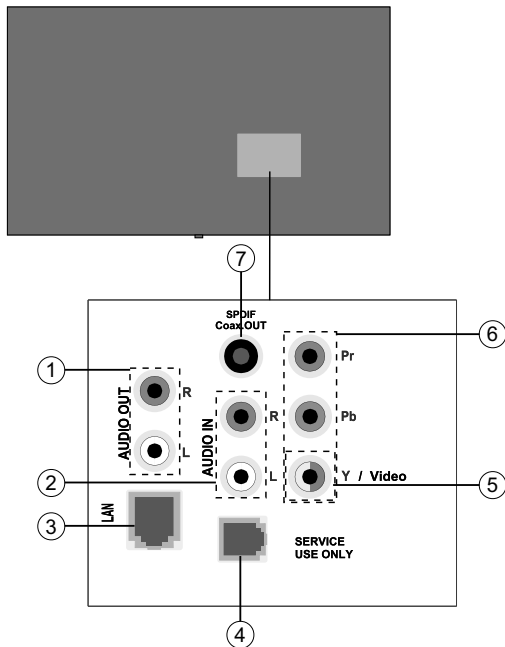 7
SPDIF
Coax.OUT
6
1
Pr
R
AUDIO OUT
R
Pb
AUDIO IN
L
2
L
Y / Video
5
LAN
3
SERVICE
USE ONLY
4